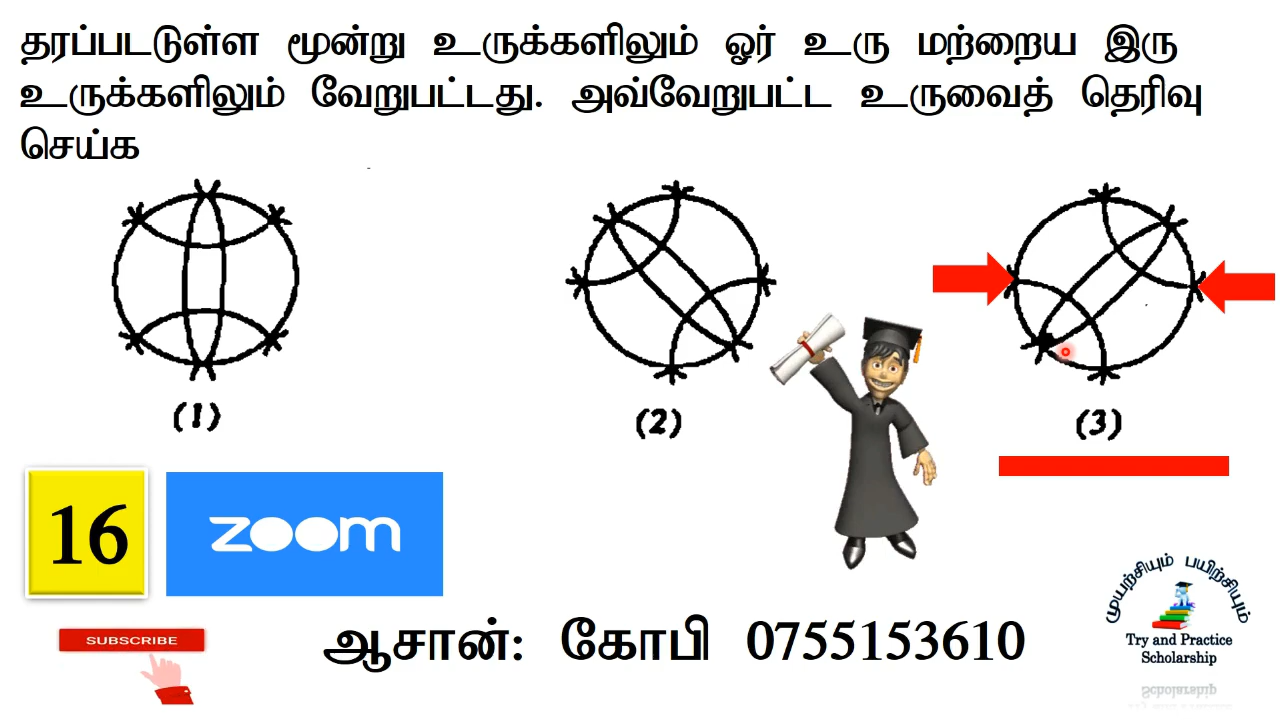 தரப்படடுள்ள மூன்று உருக்களிலும் ஓர் உரு மற்றைய இரு
உருக்களிலும் வேறுபட்டது. அவ்வேறுபட்ட உருவைத் தெரிவு
செய்க
(1)
(2)
(3)
16
zoom
SUBSCRIBE
ஆசான்: கோபி 0755153610
முயற்சியும் பயிற்சியும்
Try and Practice
Scholarship